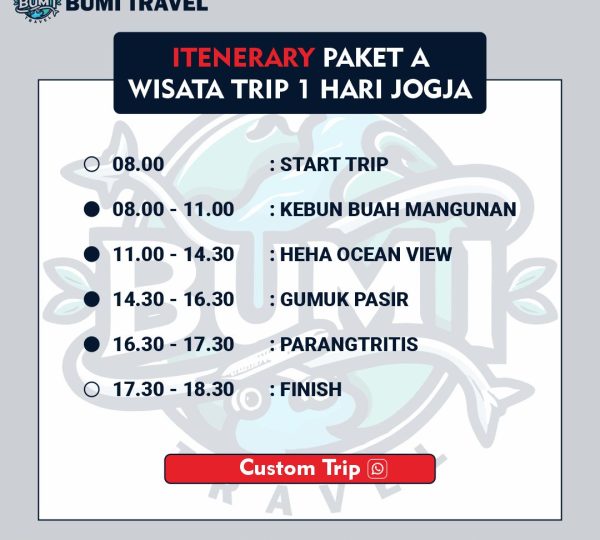 BUMI TRAVEL
ITENERARY PAKET A
WISATA TRIP 1 HARI JOGJA
08.00 : START TRIP
08.00 - 11.00 : KEBUN BUAH MANGUNAN
11.00 - 14.30 : HEHA OCEAN VIEW
14.30 - 16.30 : GUMUK PASIR
16.30 - 17.30 : PARANGTRITIS
17.30 - 18.30 : FINISH
BUMI
TRAVEL
Custom Trip